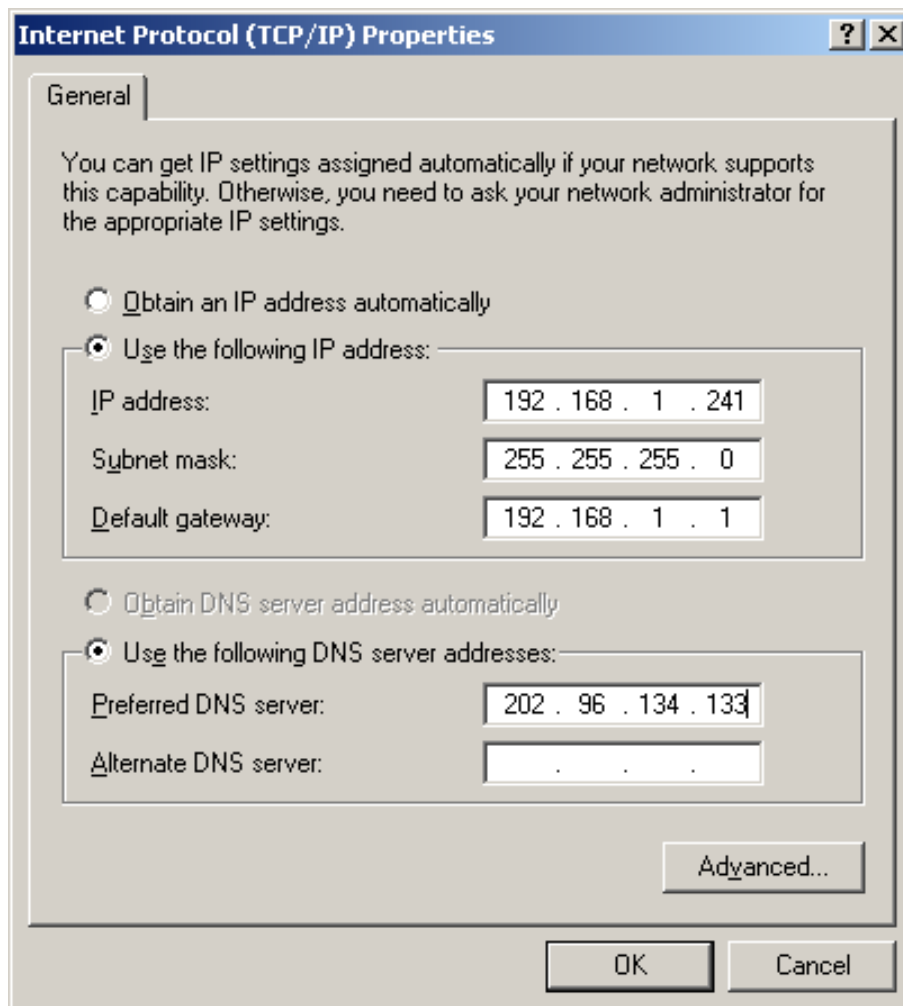 Internet Protocol (TCP/IP) Properties
General
You can get IP settings assigned automatically if your network supports
this capability. Otherwise, you need to ask your network administrator for
the appropriate IP settings.
Obtain an IP address automatically
Use the following IP address:
IP address: 192 . 168 . 1 . 241
Subnet mask: 255 . 255 . 255 . 0
Default gateway: 192 . 168 . 1 . 1
Obtain DNS server address automatically
Use the following DNS server addresses:
Preferred DNS server: 202 . 96 . 134 . 133
Alternate DNS server: . . .
Advanced...
OK Cancel